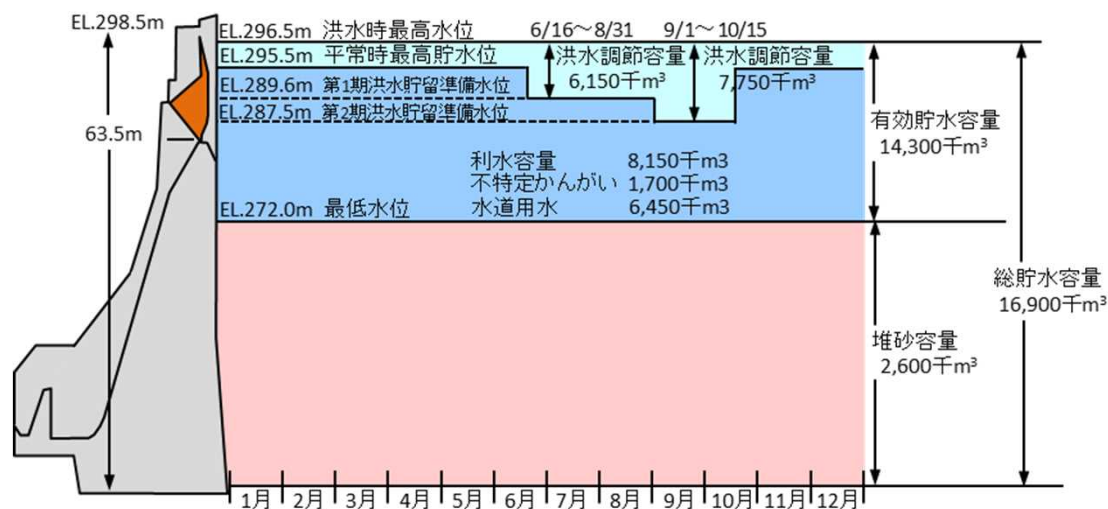 EL.298.5m
EL.296.5m 洪水時最高水位 6/16～8/31 9/1～10/15
EL.295.5m 平常時最高貯水位 洪水調節容量 洪水調節容量
6,150千m³ 7,750千m³
EL.289.6m 第1期洪水貯留準備水位
EL.287.5m 第2期洪水貯留準備水位
63.5m
有効貯水容量
14,300千m³
利水容量 8,150千m3
不特定かんがい 1,700千m3
EL.272.0m 最低水位 水道用水 6,450千m3
総貯水容量
16,900千m³
堆砂容量
2,600千m³
1月 2月 3月 4月 5月 6月 7月 8月 9月 10月 11月 12月